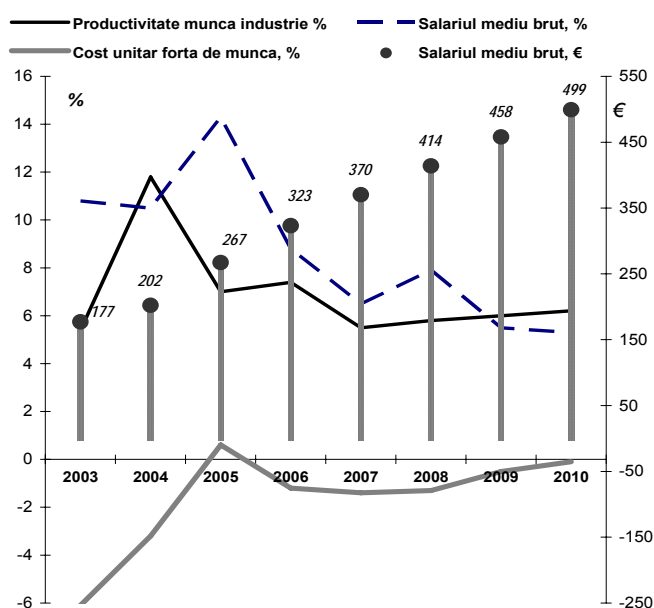 Productivitate munca industrie % Salariul mediu brut, %
Cost unitar forta de munca, % Salariul mediu brut, €
16 550
% 499 €
14 458 450
12 414
370
10 323 350
267
8 202 250
177
6 150
4
2 50
0
2003 2004 2005 2006 2007 2008 2009 2010 -50
-2
-150
-4
-6 -250